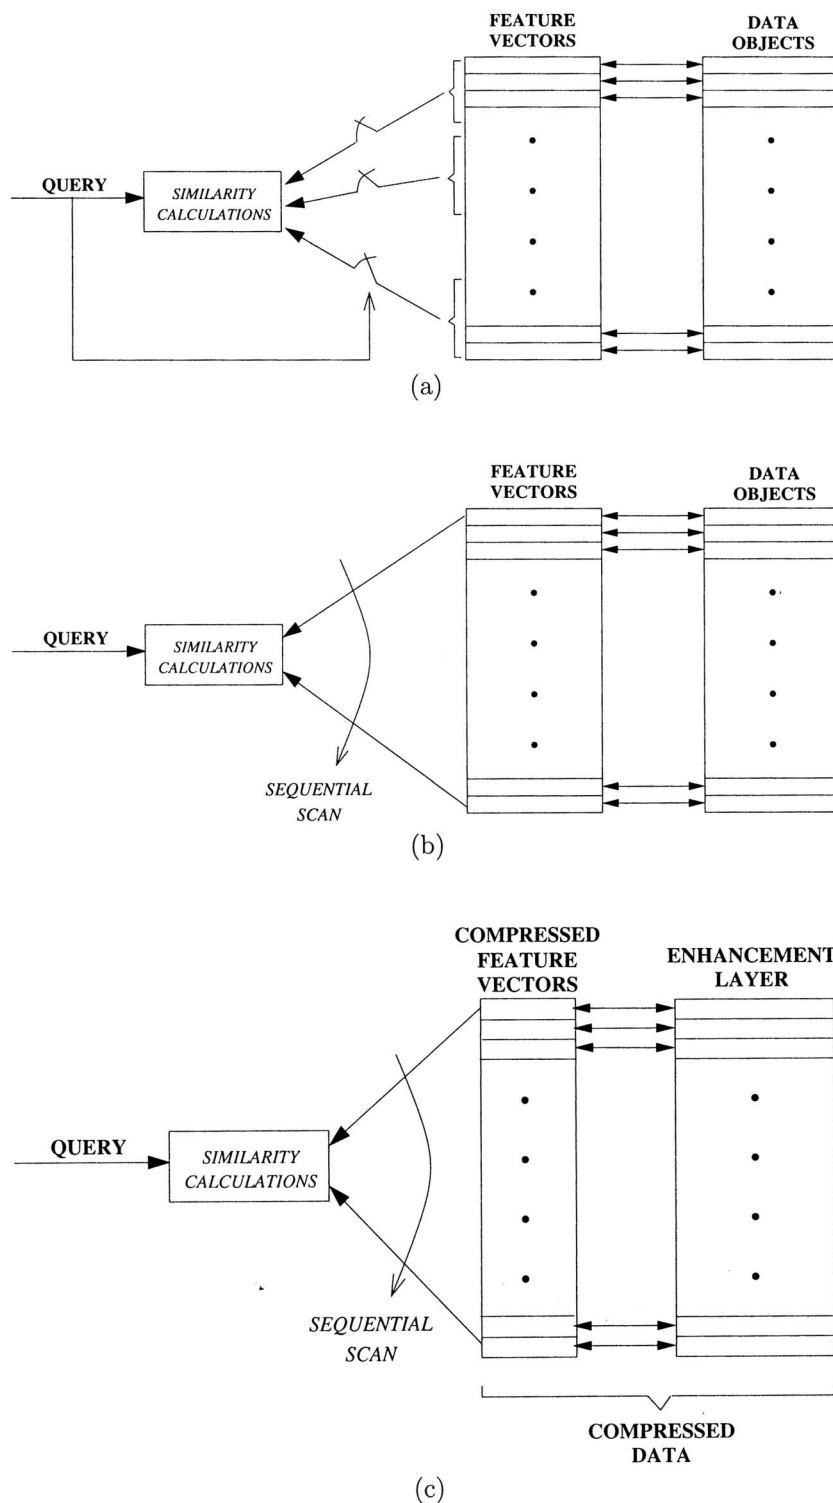 FEATURE
VECTORS
DATA
OBJECTS
QUERY
SIMILARITY
CALCULATIONS
(a)
FEATURE
VECTORS
DATA
OBJECTS
QUERY
SIMILARITY
CALCULATIONS
SEQUENTIAL
SCAN
(b)
COMPRESSED
FEATURE
VECTORS
ENHANCEMENT
LAYER
QUERY
SIMILARITY
CALCULATIONS
SEQUENTIAL
SCAN
COMPRESSED
DATA
(c)